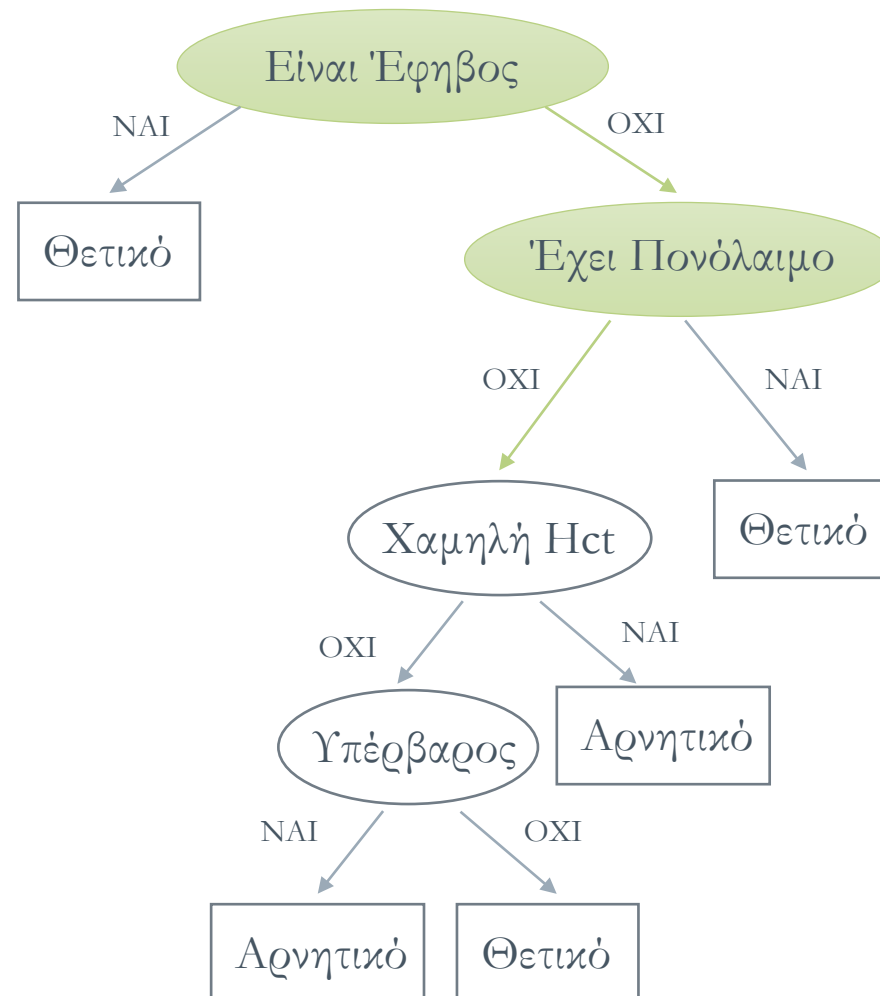 Είναι Έφηβος
ΝΑΙ
ΟΧΙ
Θετικό
Έχει Πονόλαιμο
ΟΧΙ
ΝΑΙ
Χαμηλή Hct
Θετικό
ΟΧΙ
ΝΑΙ
Υπέρβαρος
Αρνητικό
ΝΑΙ
ΟΧΙ
Αρνητικό
Θετικό